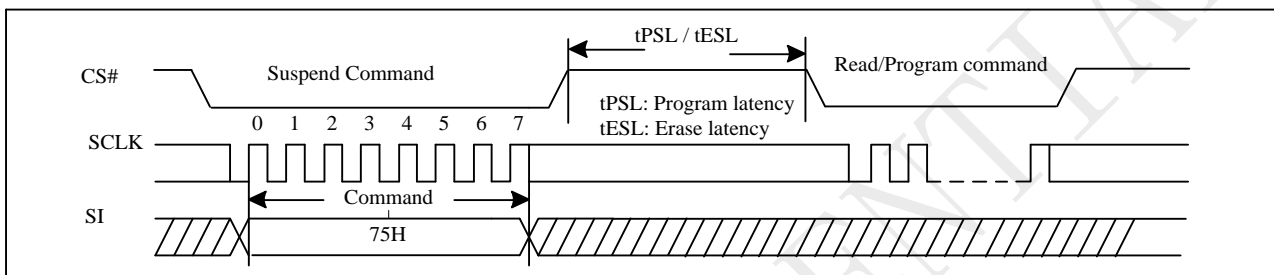 tPSL / tESL
CS#
Suspend Command
Read/Program command
tPSL: Program latency
tESL: Erase latency
0 1 2 3 4 5 6 7
SCLK
Command
SI
75H